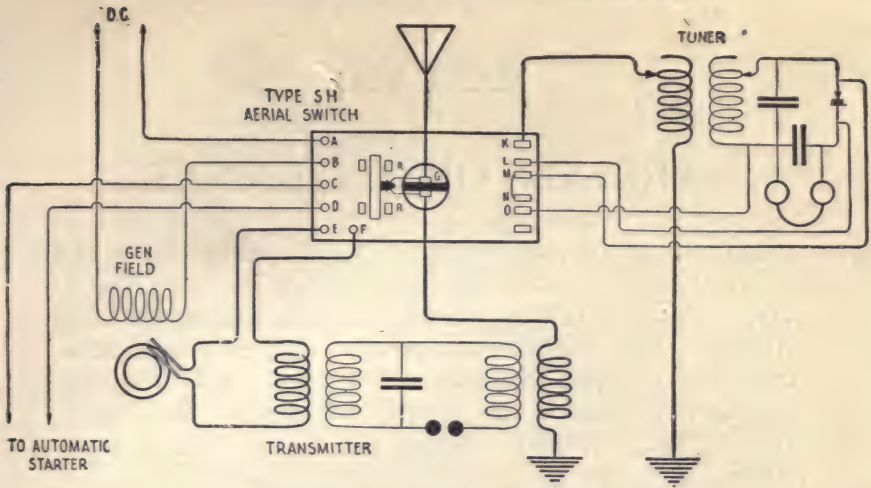 D.C.
TUNER
TYPE SH
AERIAL SWITCH
A
B
C
D
E
F
R
R
G
K
L
M
N
O
GEN
FIELD
TRANSMITTER
TO AUTOMATIC
STARTER